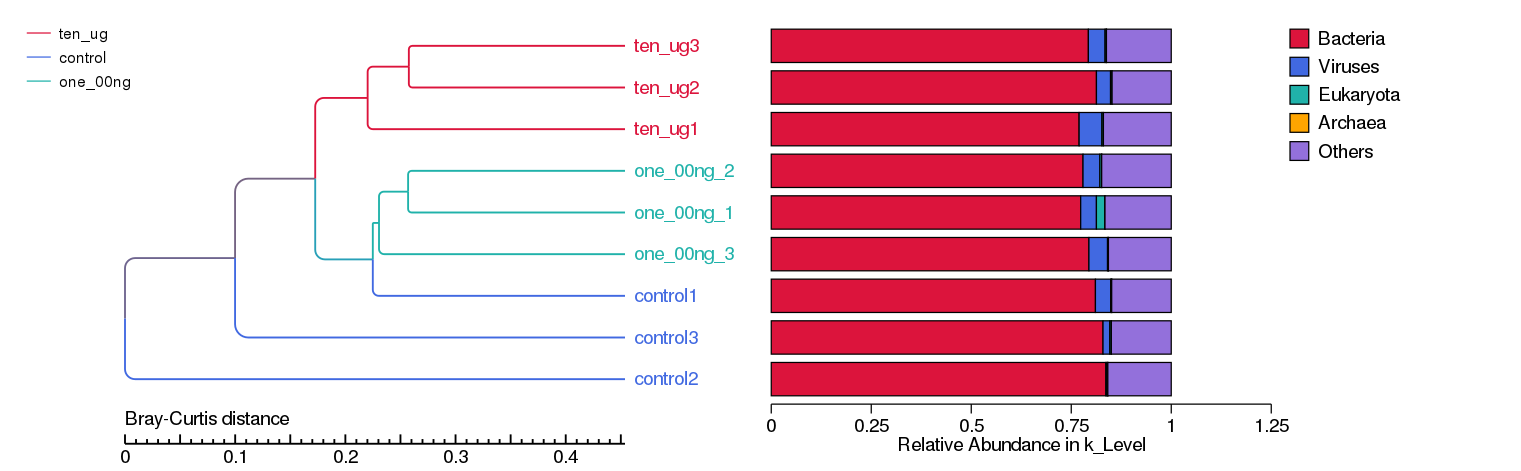 ten_ug
control
one_00ng
ten_ug3
ten_ug2
ten_ug1
one_00ng_2
one_00ng_1
one_00ng_3
control1
control3
control2
Bray-Curtis distance
0 0.1 0.2 0.3 0.4
0 0.25 0.5 0.75 1 1.25
Relative Abundance in k_Level
Bacteria
Viruses
Eukaryota
Archaea
Others